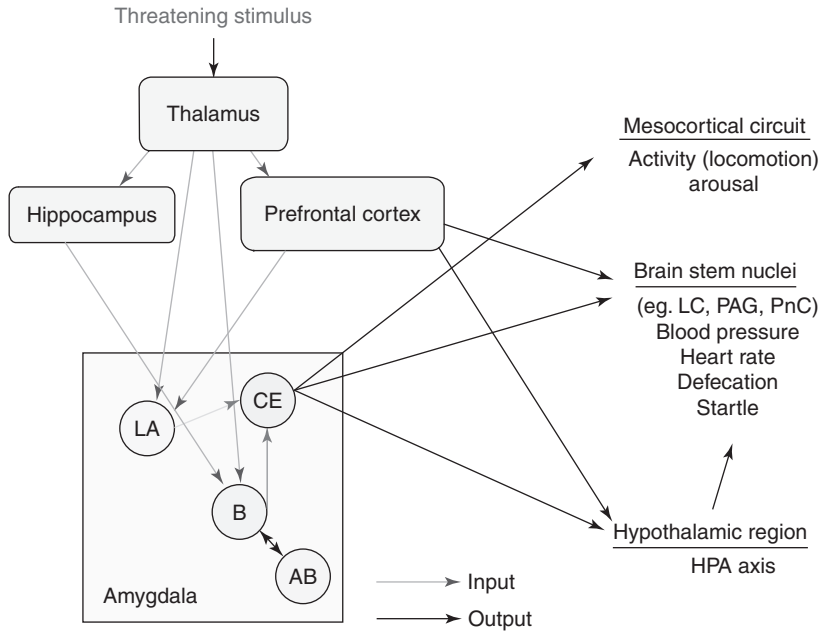 Threatening stimulus
Thalamus
Hippocampus
Prefrontal cortex
Mesocortical circuit
Activity (locomotion)
arousal
Brain stem nuclei
(eg. LC, PAG, PnC)
Blood pressure
Heart rate
Defecation
Startle
CE
LA
B
AB
Amygdala
Hypothalamic region
HPA axis
Input
Output